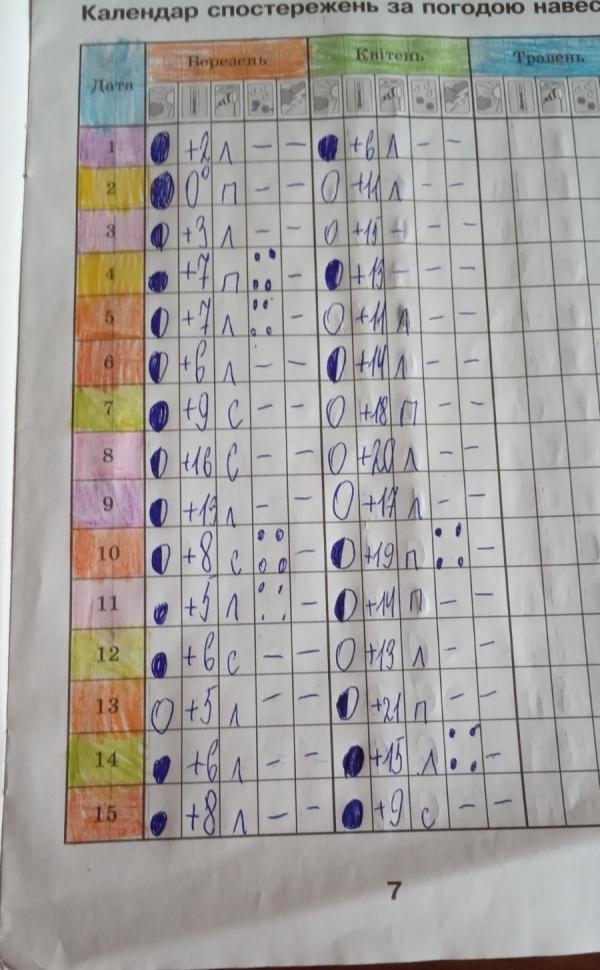 Календар спостережень за погодою навес
Дата Березень Квітень Травень
1 +2 л – – +6 л – –
2 0° п – – +11 л – –
3 +3 л – – +15 – – –
4 +7 п – +13 – – –
5 +7 л – +11 л – –
6 +6 л – – +14 л – –
7 +9 с – – +18 п – –
8 +16 с – – +20 л – –
9 +13 л – – +17 л – –
10 +8 с – +19 п –
11 +5 л – +14 п – –
12 +6 с – – +13 л – –
13 +5 л – – +21 п – –
14 +6 л – – +15 л –
15 +8 л – – +9 с – –
7